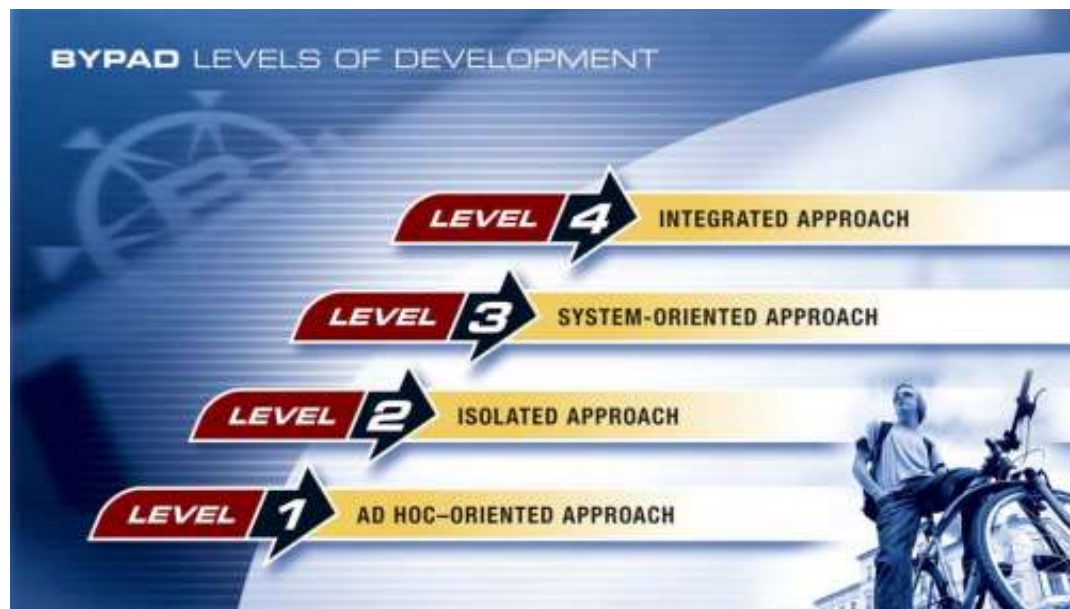 BYPAD LEVELS OF DEVELOPMENT
LEVEL 4 INTEGRATED APPROACH
LEVEL 3 SYSTEM-ORIENTED APPROACH
LEVEL 2 ISOLATED APPROACH
LEVEL 1 AD HOC–ORIENTED APPROACH